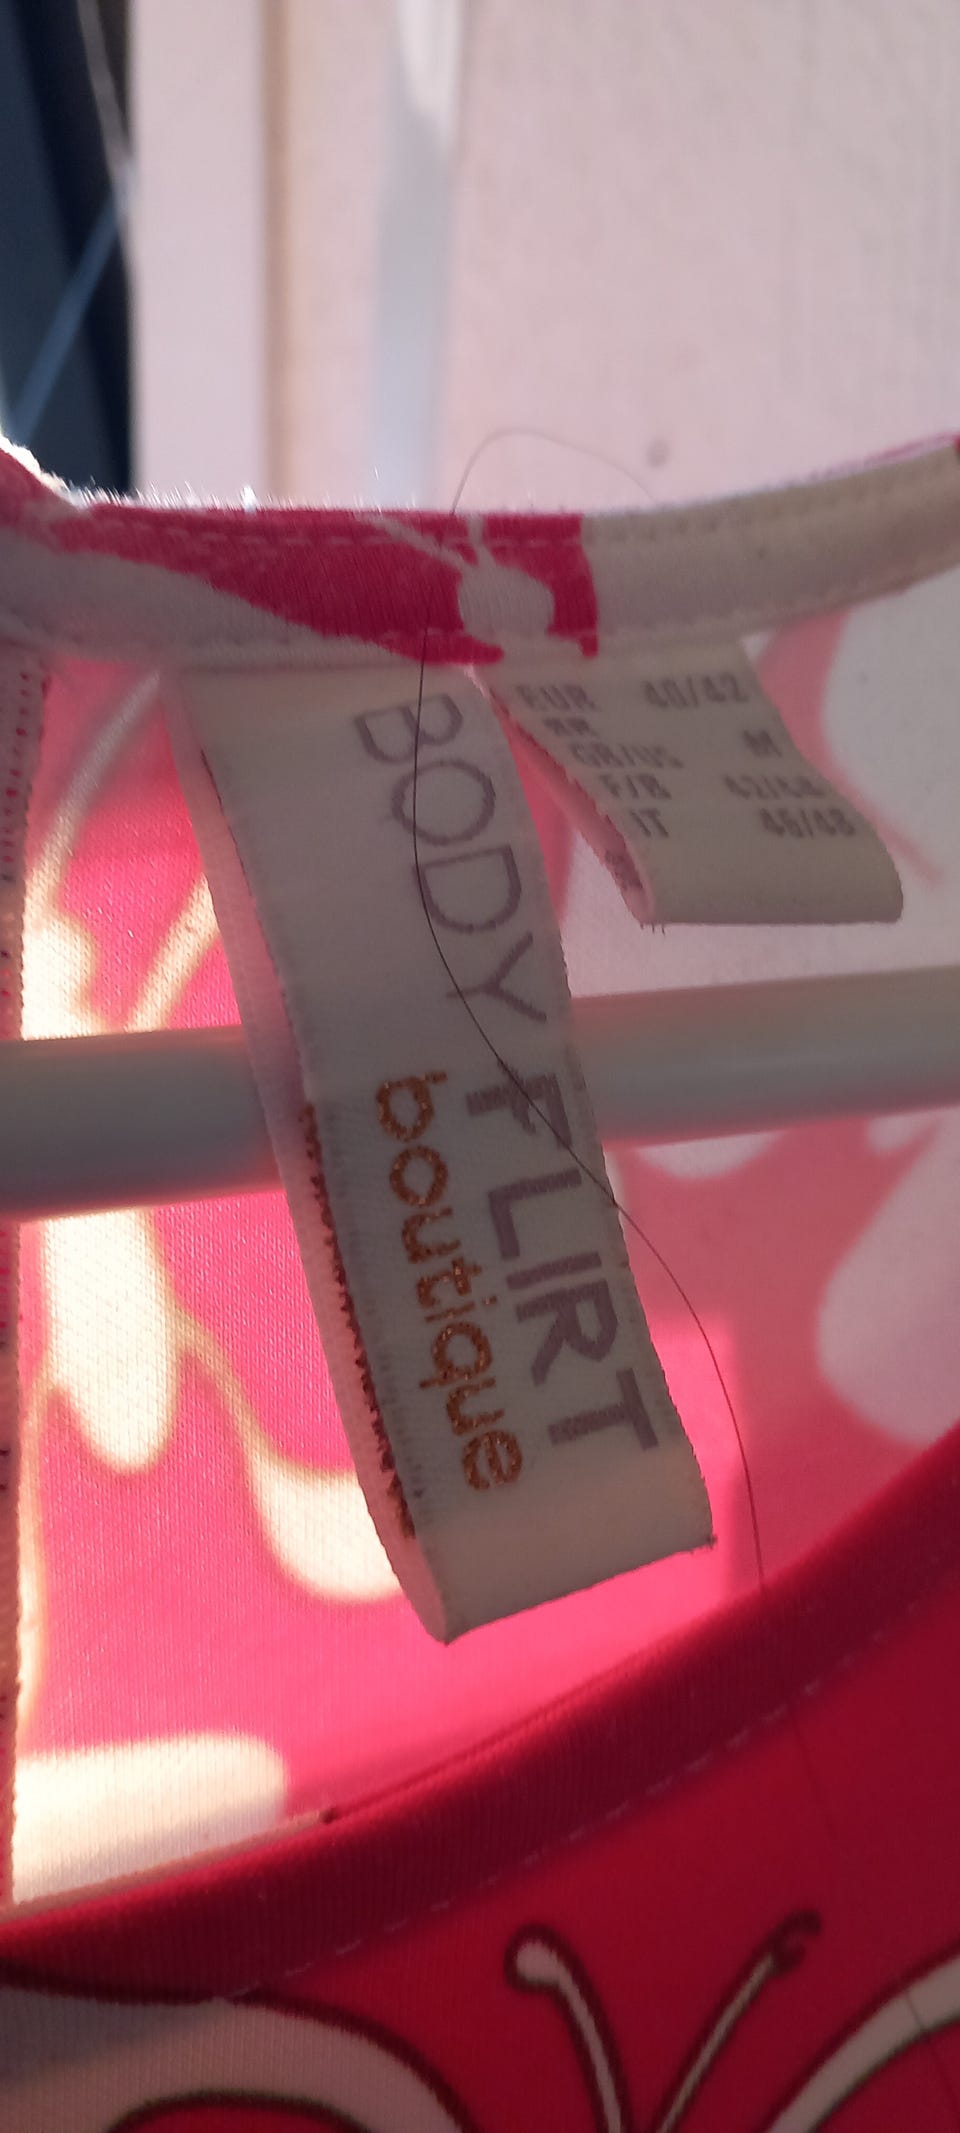 BODY FLIRT
boutique
EUR 40/42
GB/US M
F/B 42/44
IT 46/48